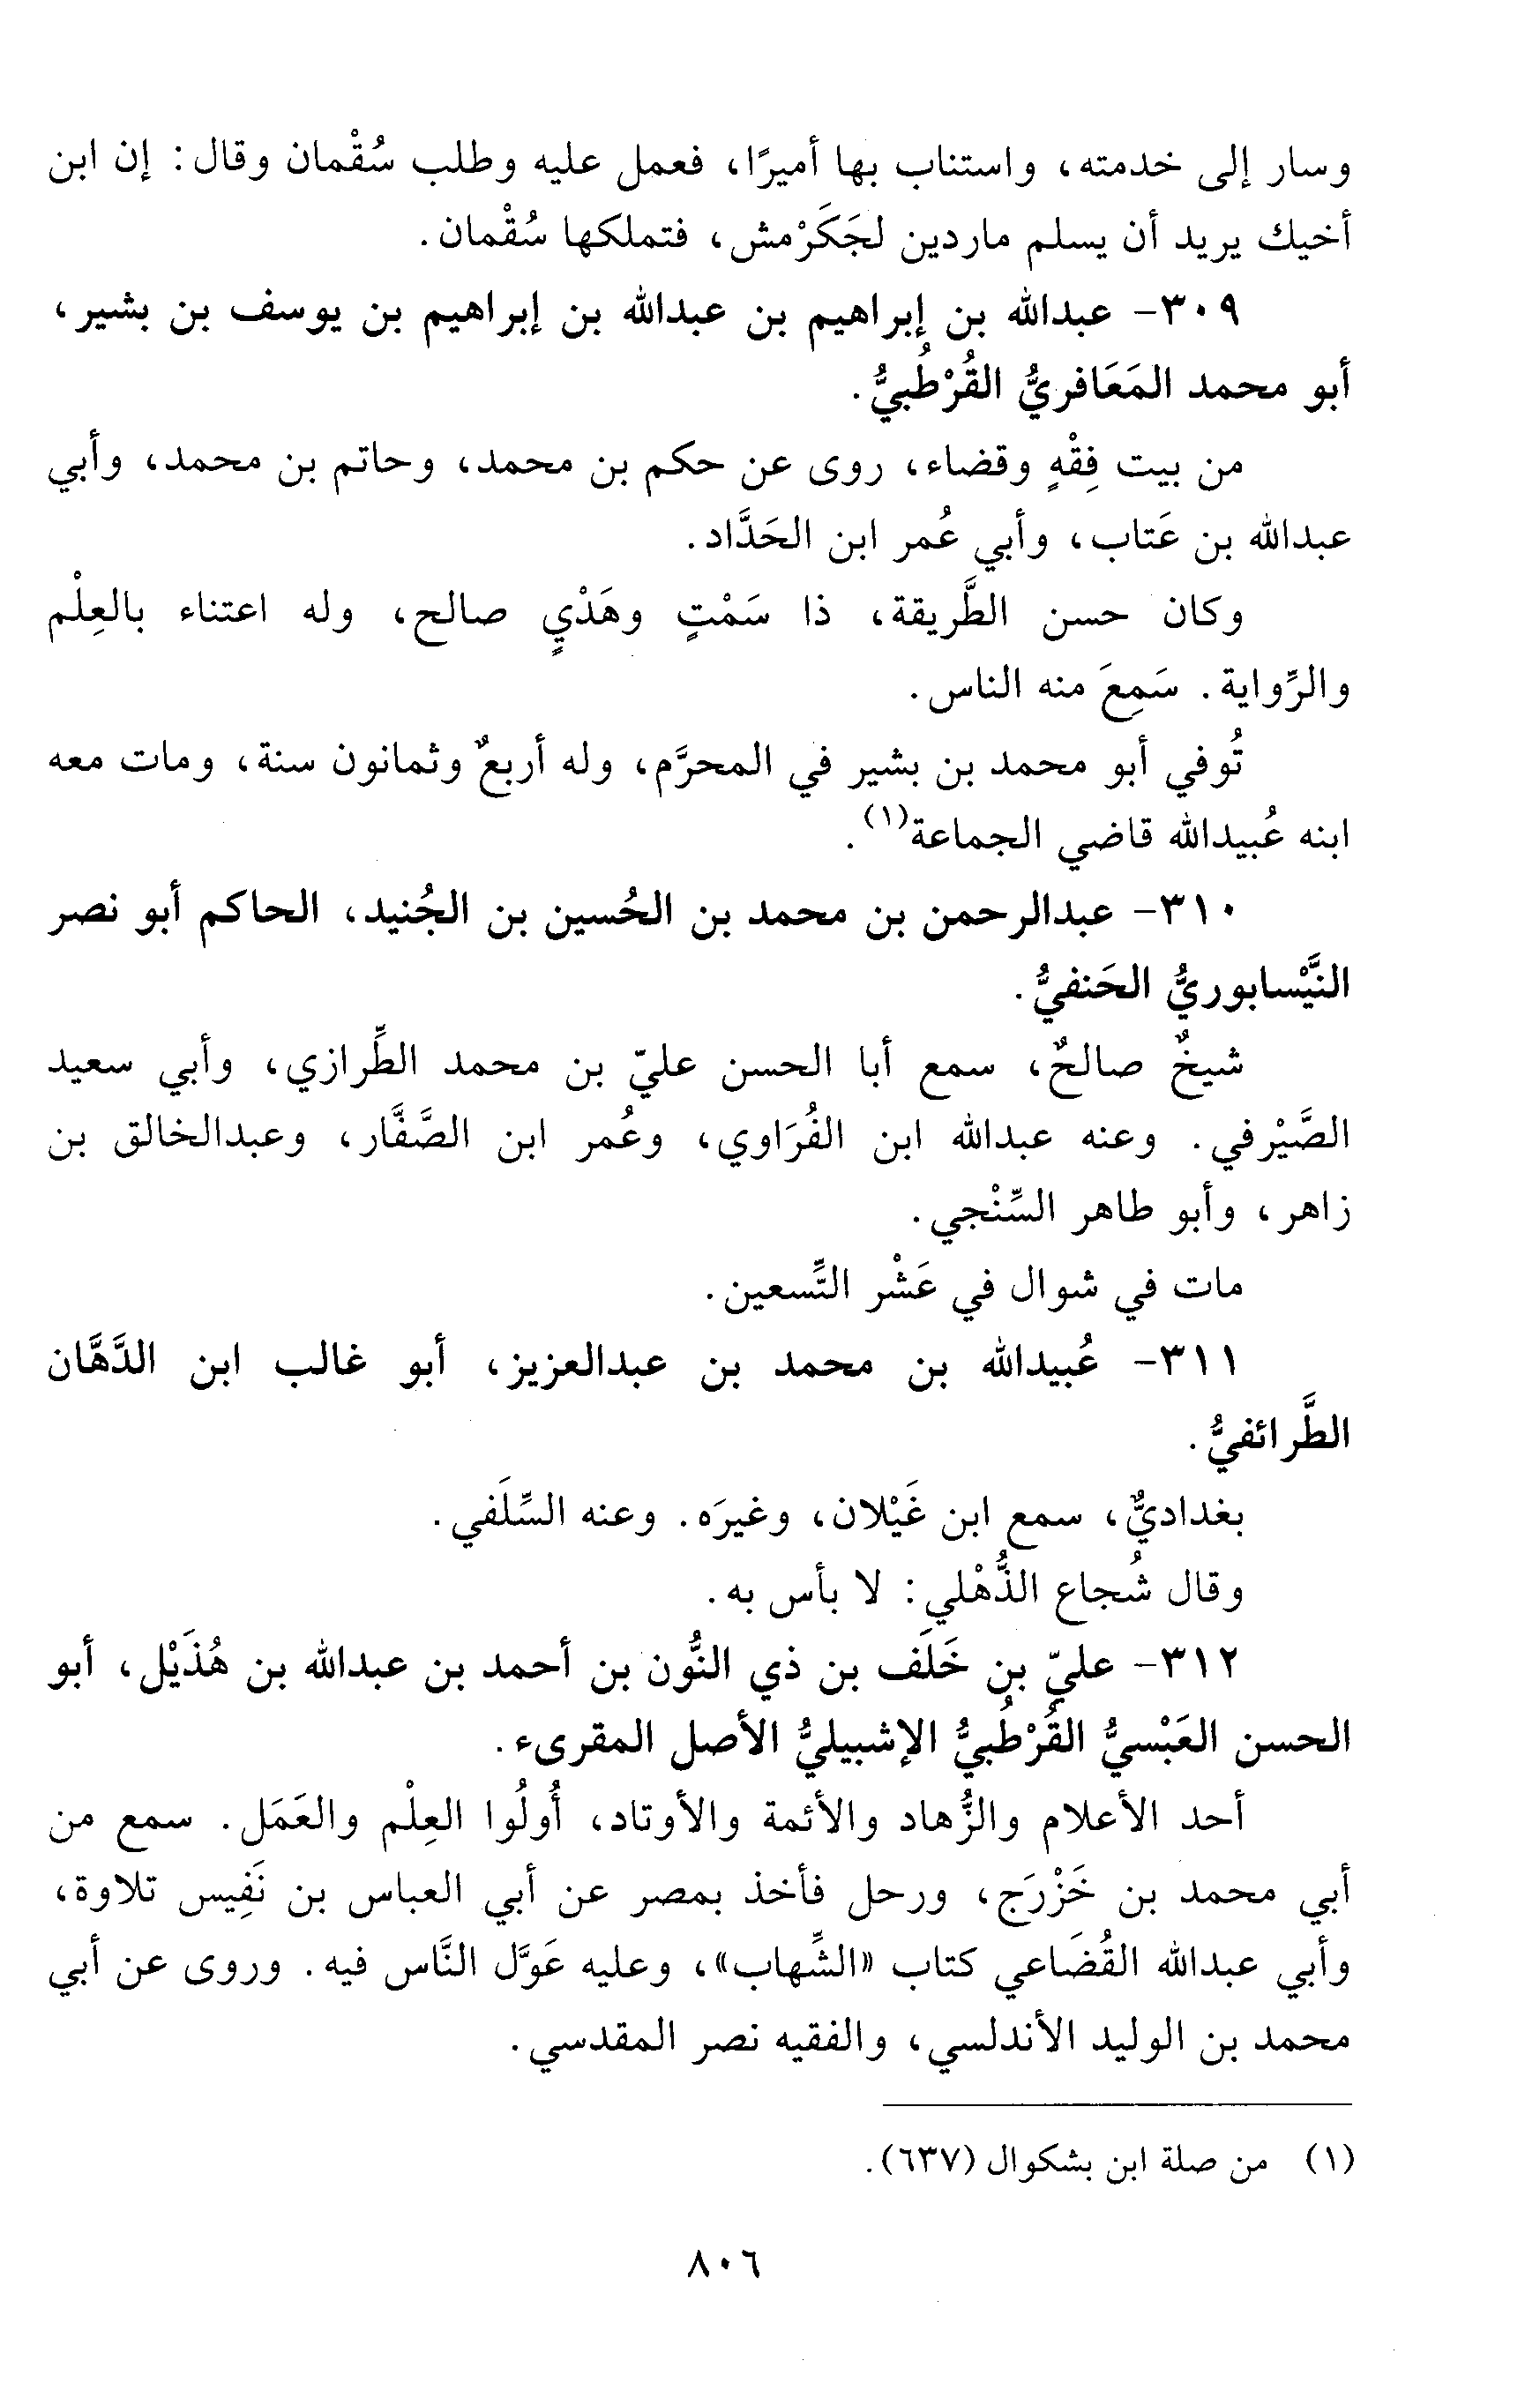 وسار إلى خدمته، واستناب بها أميرًا، فعمل عليه وطلب سُقْمان وقال: إن ابن
أخيك يريد أن يسلم ماردين لجَكَرْمش، فتملكها سُقْمان.
٣٠٩- عبدالله بن إبراهيم بن عبدالله بن إبراهيم بن يوسف بن بشير،
أبو محمد المَعَافريُّ القُرْطُبيُّ.
من بيت فِقْهٍ وقضاء، روى عن حكم بن محمد، وحاتم بن محمد، وأبي
عبدالله بن عَتاب، وأبي عُمر ابن الحَدَّاد.
وكان حسن الطَّريقة، ذا سَمْتٍ وهَدْيٍ صالح، وله اعتناء بالعِلْم
والرِّواية. سَمِعَ منه الناس.
تُوفي أبو محمد بن بشير في المحرَّم، وله أربعٌ وثمانون سنة، ومات معه
ابنه عُبيدالله قاضي الجماعة(١).
٣١٠- عبدالرحمن بن محمد بن الحُسين بن الجُنيد، الحاكم أبو نصر
النَّيْسابوريُّ الحَنفيُّ.
شيخٌ صالحٌ، سمع أبا الحسن عليّ بن محمد الطِّرازي، وأبي سعيد
الصَّيْرفي. وعنه عبدالله ابن الفُرَاوي، وعُمر ابن الصَّفَّار، وعبدالخالق بن
زاهر، وأبو طاهر السِّنْجي.
مات في شوال في عَشْر التِّسعين.
٣١١- عُبيدالله بن محمد بن عبدالعزيز، أبو غالب ابن الدَّهَّان
الطَّرائفيُّ.
بغداديٌّ، سمع ابن غَيْلان، وغيرَه. وعنه السِّلَفي.
وقال شُجاع الذُّهْلي: لا بأس به.
٣١٢- عليّ بن خَلَف بن ذي النُّون بن أحمد بن عبدالله بن هُذَيْل، أبو
الحسن العَبْسيُّ القُرْطُبيُّ الإشبيليُّ الأصل المقرىء.
أحد الأعلام والزُّهاد والأئمة والأوتاد، أُولُوا العِلْم والعَمَل. سمع من
أبي محمد بن خَزْرَج، ورحل فأخذ بمصر عن أبي العباس بن نَفِيس تلاوة،
وأبي عبدالله القُضَاعي كتاب «الشِّهاب»، وعليه عَوَّل النَّاس فيه. وروى عن أبي
محمد بن الوليد الأندلسي، والفقيه نصر المقدسي.
(١) من صلة ابن بشكوال (٦٣٧).
٨٠٦